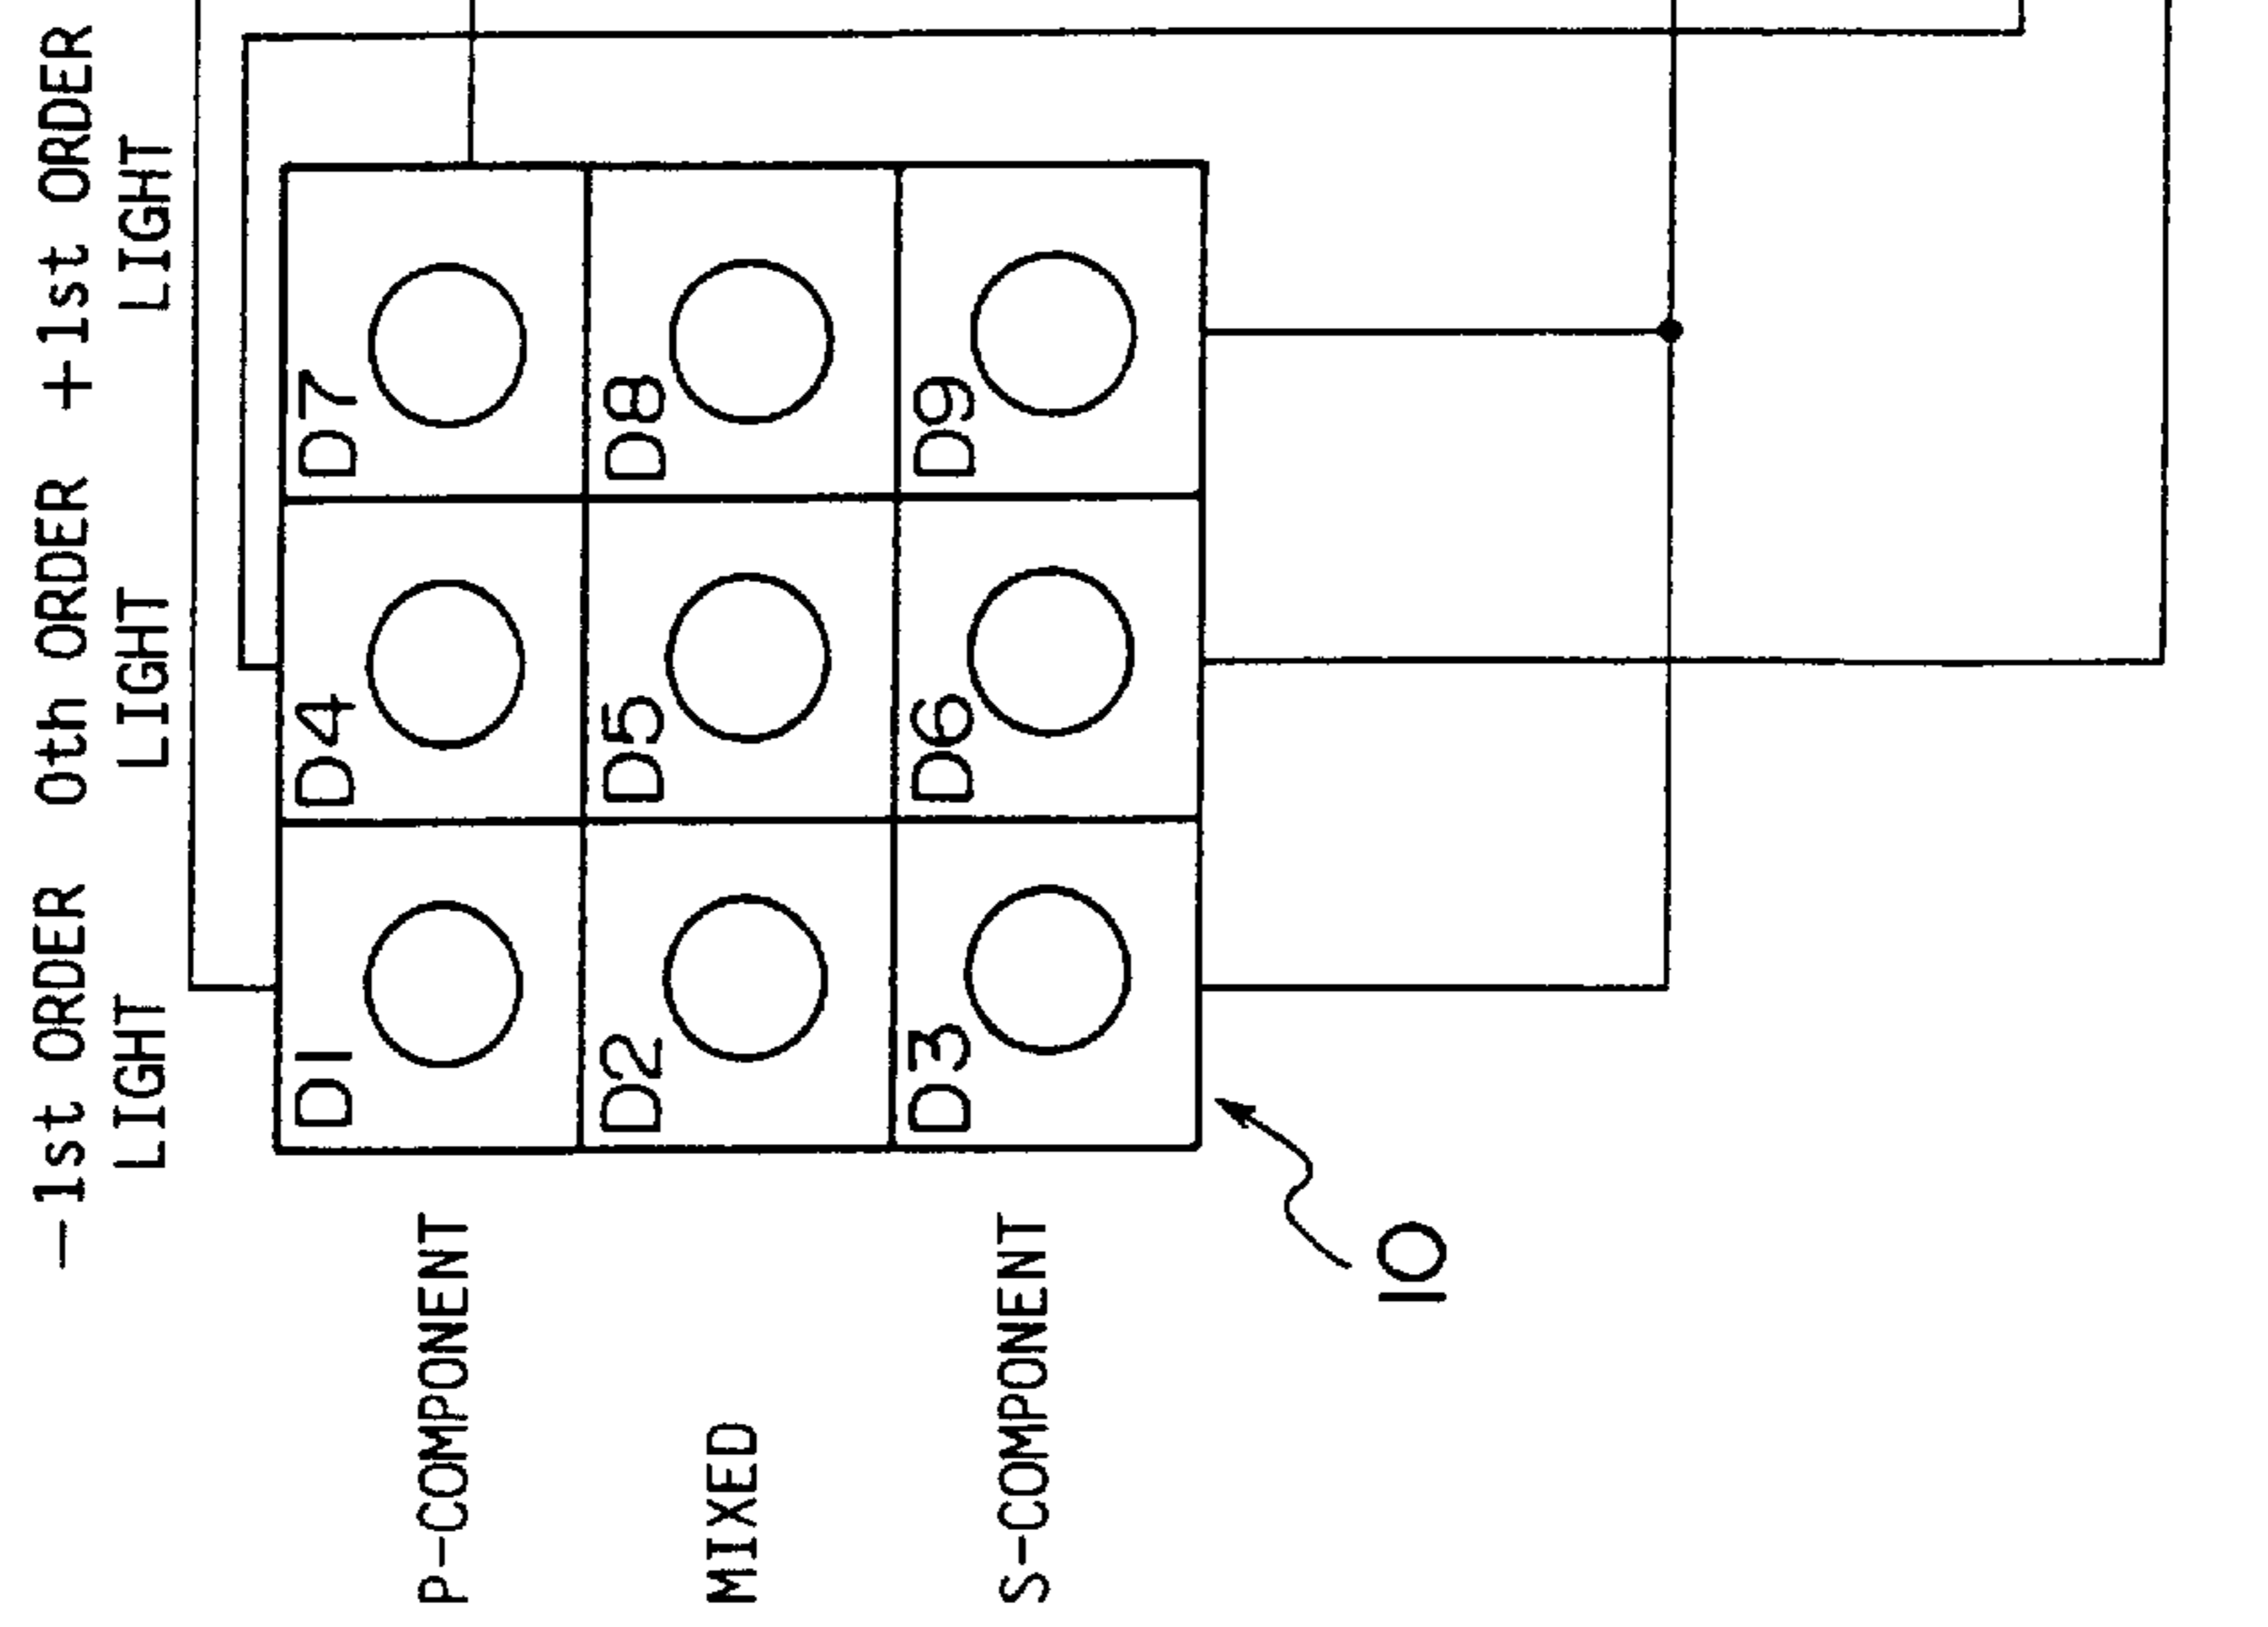 -1st ORDER LIGHT
0th ORDER LIGHT
+1st ORDER LIGHT
P-COMPONENT
D1
D4
D7
MIXED
D2
D5
D8
S-COMPONENT
D3
D6
D9
10